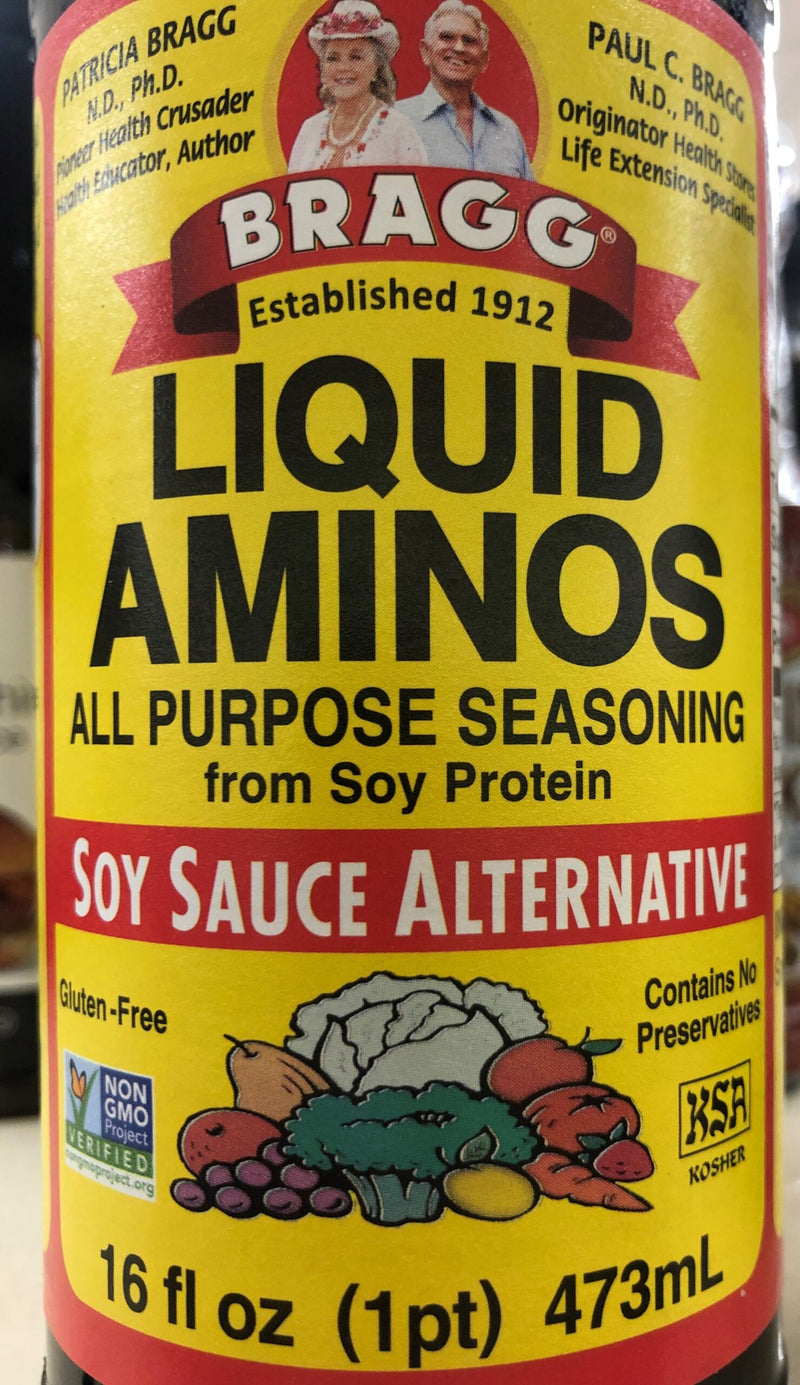 PATRICIA BRAGG
N.D., Ph.D.
Pioneer Health Crusader
Health Educator, Author
PAUL C. BRAGG
N.D., Ph.D.
Originator Health Stores
Life Extension Specialist
BRAGG®
Established 1912
LIQUID
AMINOS
ALL PURPOSE SEASONING
from Soy Protein
SOY SAUCE ALTERNATIVE
Gluten-Free
Contains No
Preservatives
NON
GMO
Project
VERIFIED
nongmoproject.org
KSA
KOSHER
16 fl oz (1pt) 473mL